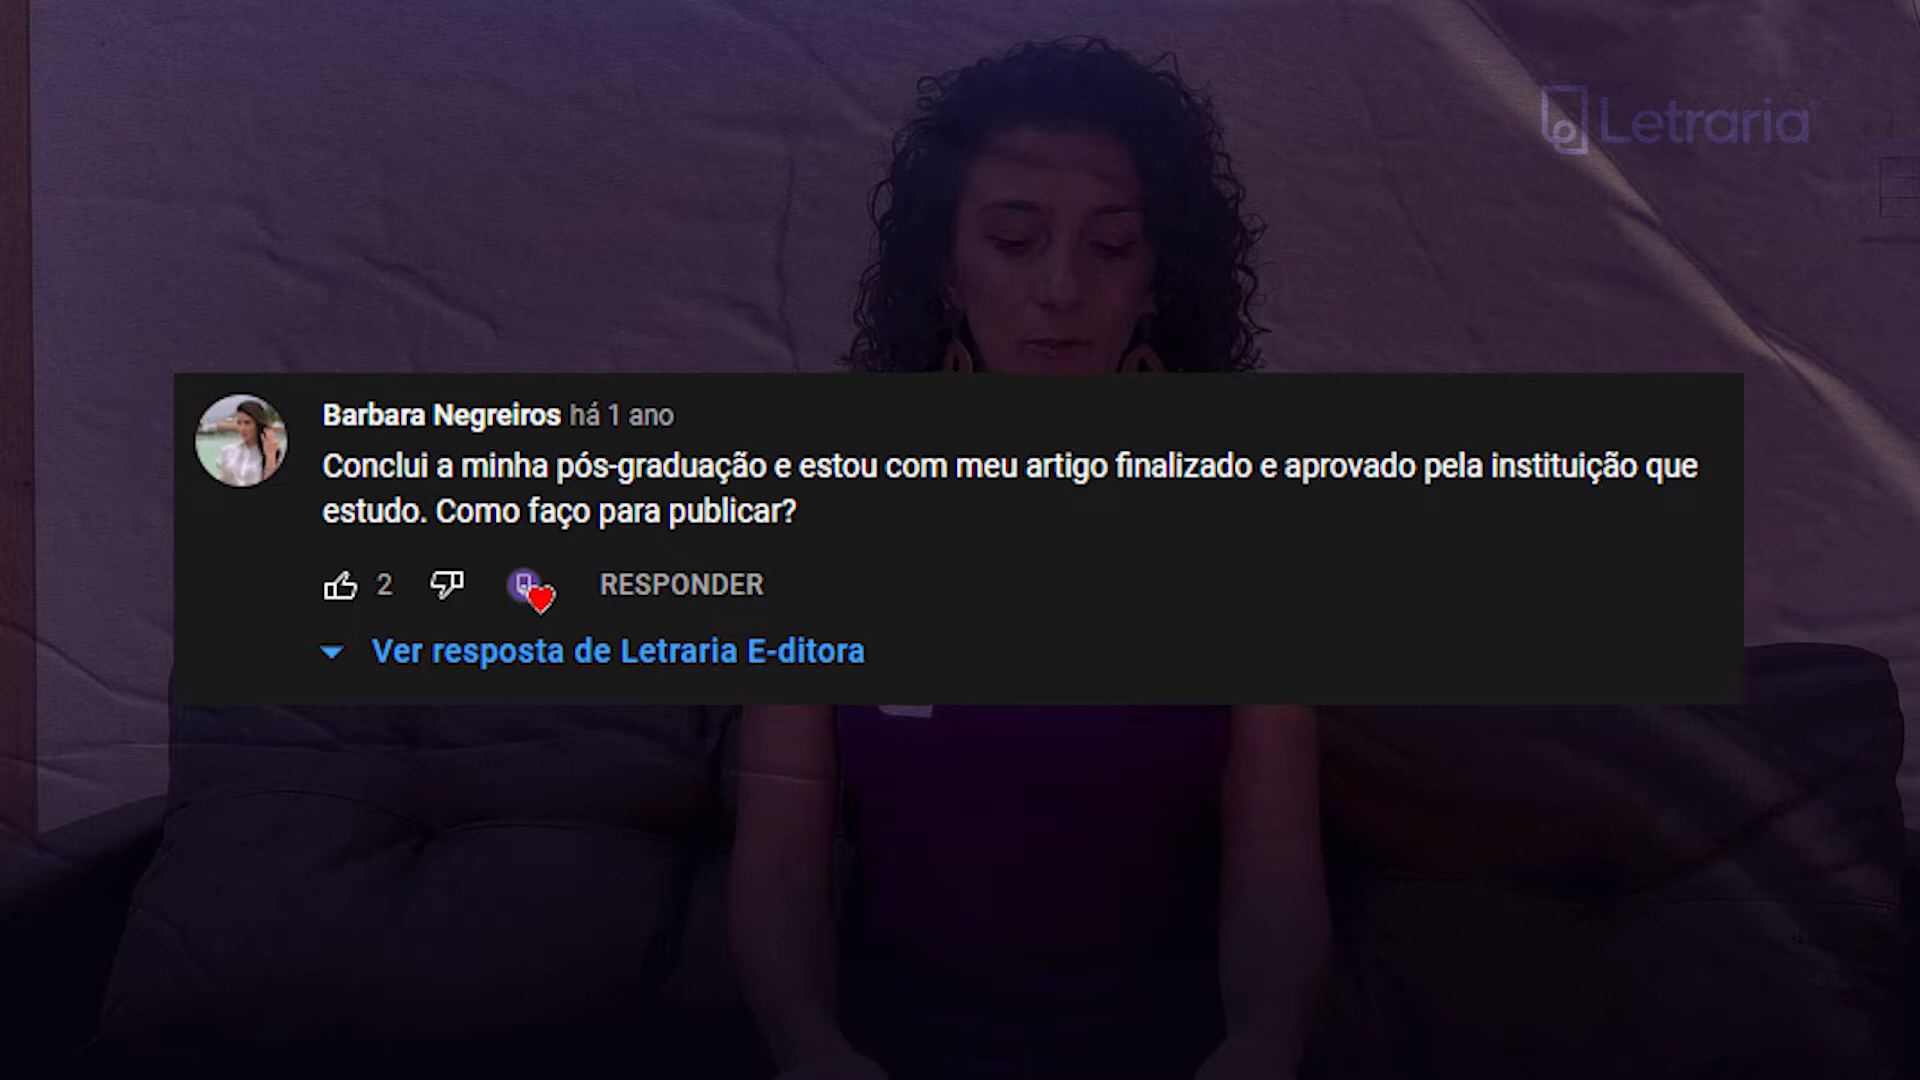 Letraria
Barbara Negreiros há 1 ano
Conclui a minha pós-graduação e estou com meu artigo finalizado e aprovado pela instituição que
estudo. Como faço para publicar?
2
RESPONDER
Ver resposta de Letraria E-ditora